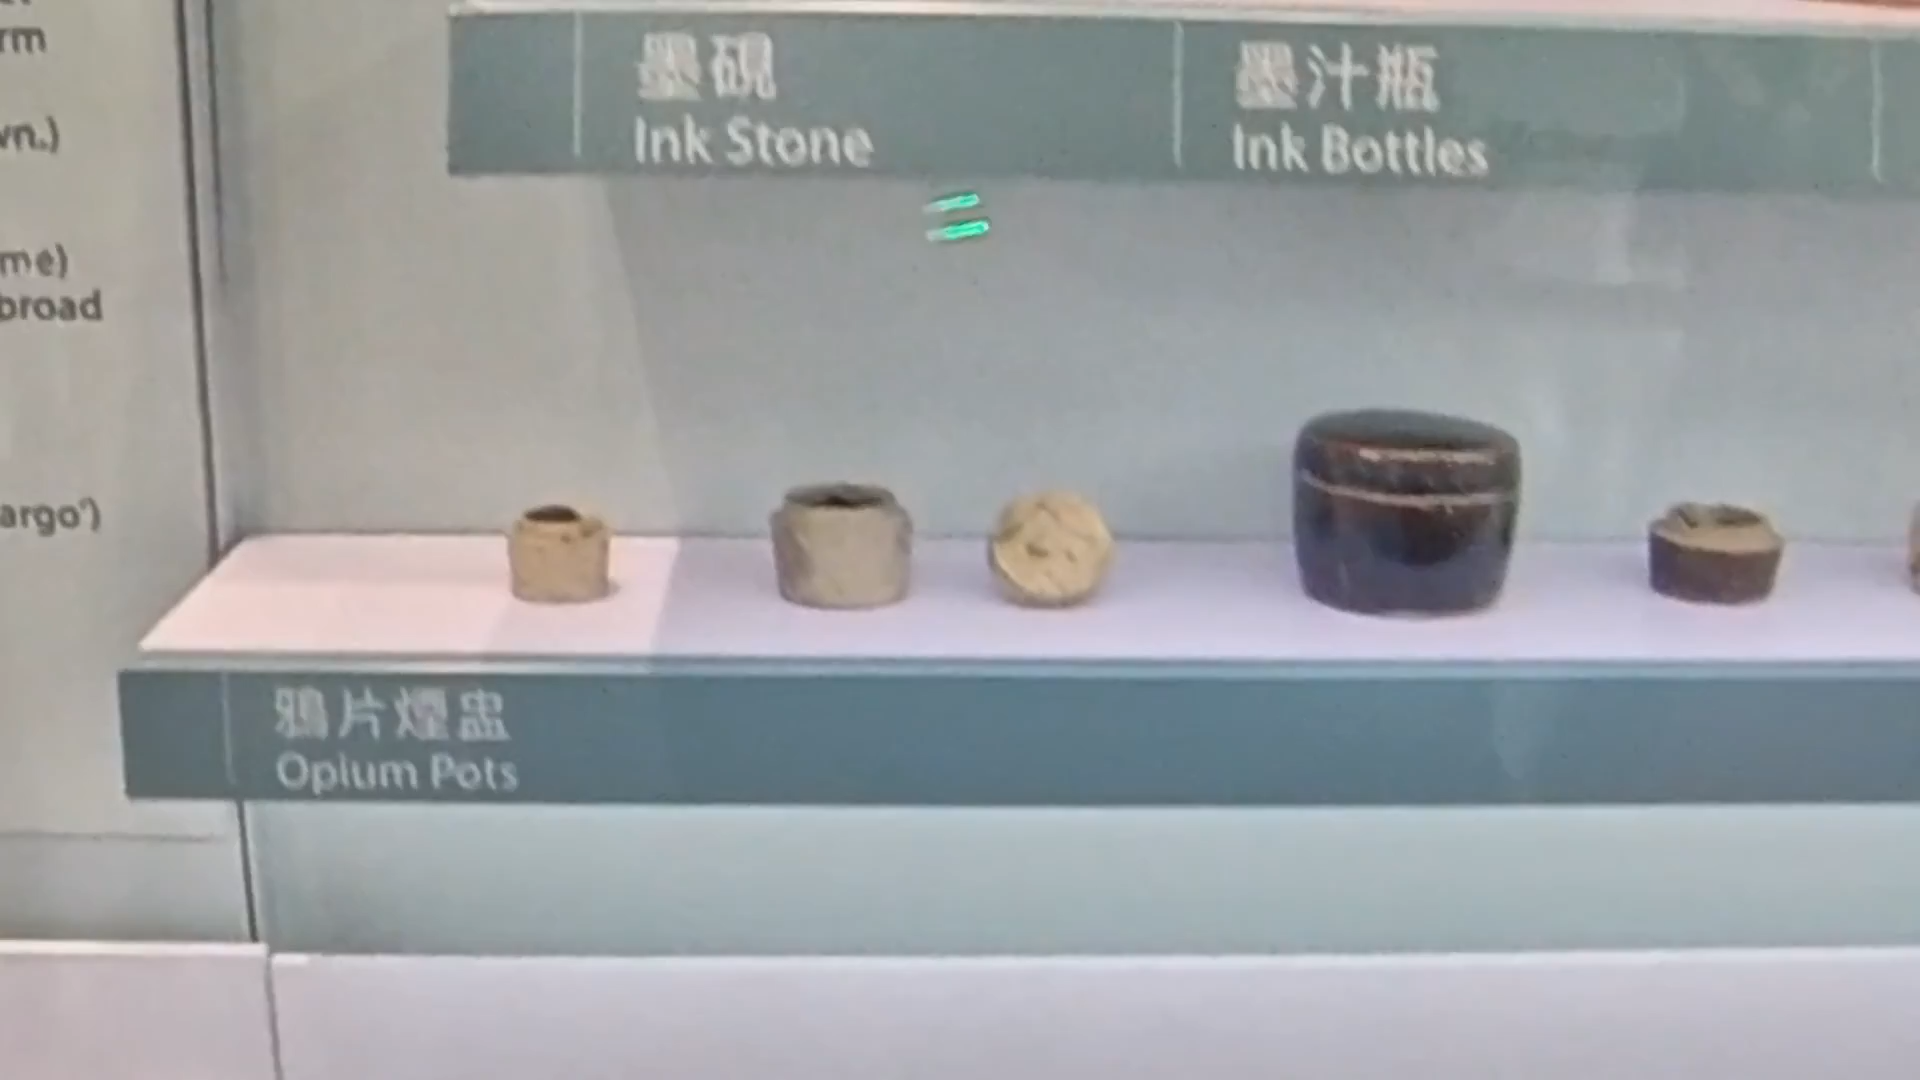 rm
wn.)
me)
broad
argo')
墨硯
Ink Stone
墨汁瓶
Ink Bottles
鴉片煙盅
Opium Pots